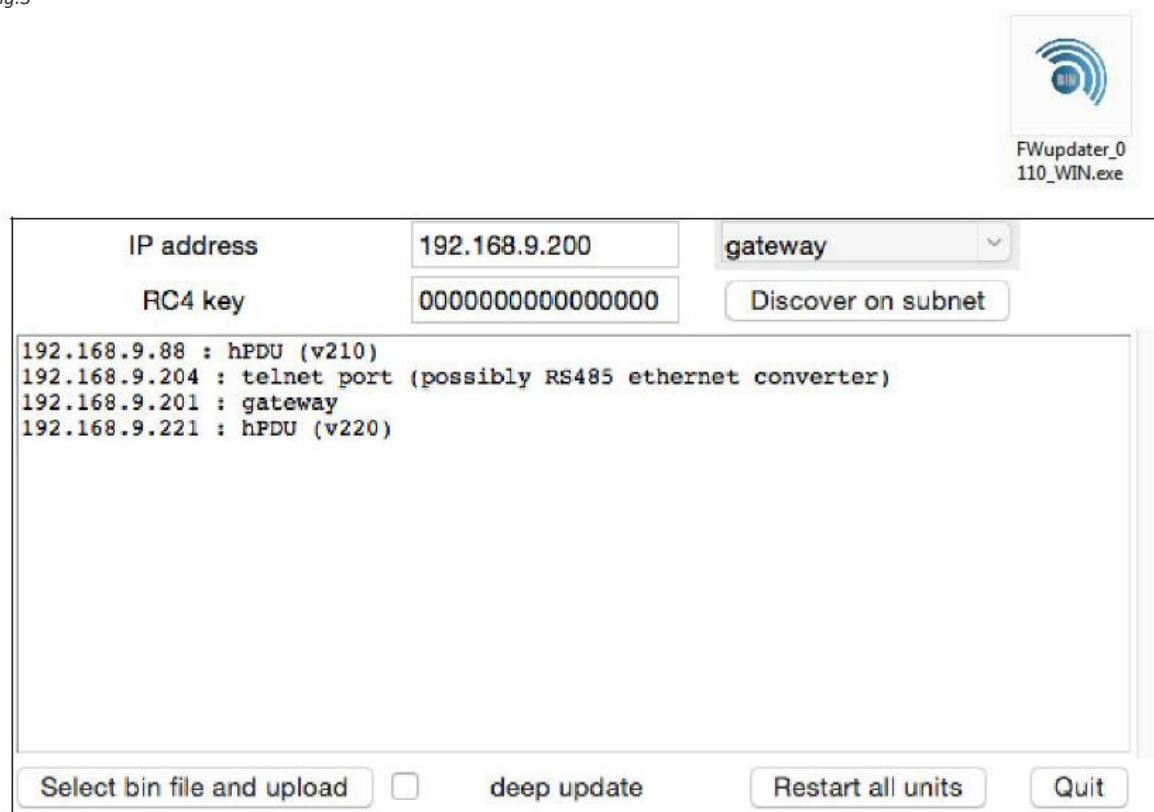 FWupdater_0
110_WIN.exe
IP address 192.168.9.200 gateway
RC4 key 0000000000000000 Discover on subnet
192.168.9.88 : hPDU (v210)
192.168.9.204 : telnet port (possibly RS485 ethernet converter)
192.168.9.201 : gateway
192.168.9.221 : hPDU (v220)
Select bin file and upload deep update Restart all units Quit